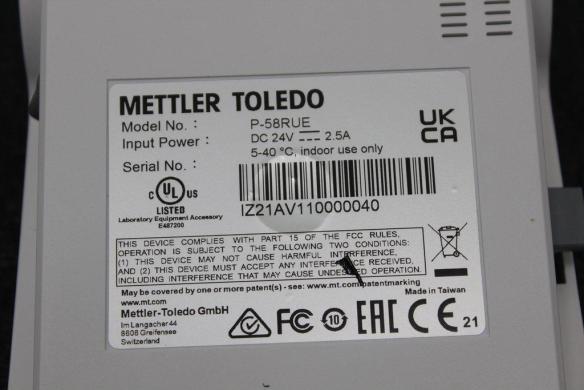 METTLER TOLEDO
Model No. : P-58RUE
Input Power : DC 24V 2.5A
5-40 °C, indoor use only
Serial No. :
IZ21AV110000040
UK
CA
C UL US
LISTED
Laboratory Equipment Accessory
E487200
THIS DEVICE COMPLIES WITH PART 15 OF THE FCC RULES,
OPERATION IS SUBJECT TO THE FOLLOWING TWO CONDITIONS:
(1) THIS DEVICE MAY NOT CAUSE HARMFUL INTERFERENCE,
AND (2) THIS DEVICE MUST ACCEPT ANY INTERFERENCE RECEIVED,
INCLUDING INTERFERENCE THAT MAY CAUSE UNDESIRED OPERATION.
May be covered by one or more patent(s) - see: www.mt.com/patentmarking
www.mt.com
Made in Taiwan
Mettler-Toledo GmbH
Im Langacher 44
8606 Greifensee
Switzerland
FC 10 EAC CE 21